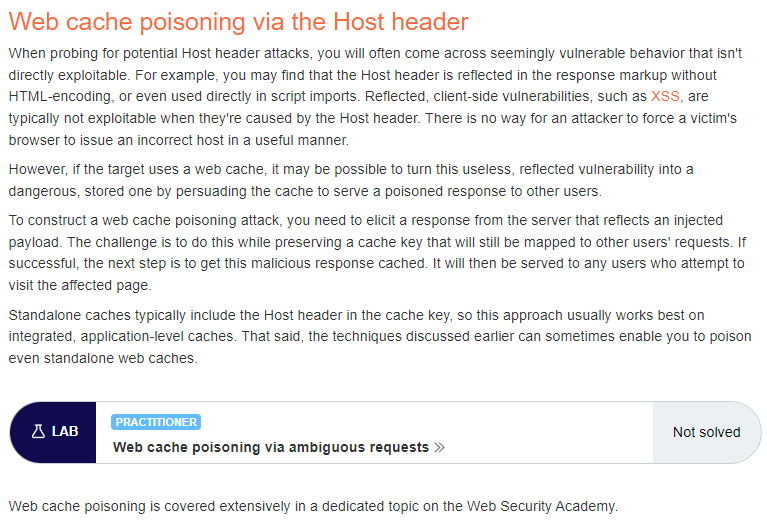 Web cache poisoning via the Host header
When probing for potential Host header attacks, you will often come across seemingly vulnerable behavior that isn't
directly exploitable. For example, you may find that the Host header is reflected in the response markup without
HTML-encoding, or even used directly in script imports. Reflected, client-side vulnerabilities, such as XSS, are
typically not exploitable when they're caused by the Host header. There is no way for an attacker to force a victim's
browser to issue an incorrect host in a useful manner.
However, if the target uses a web cache, it may be possible to turn this useless, reflected vulnerability into a
dangerous, stored one by persuading the cache to serve a poisoned response to other users.
To construct a web cache poisoning attack, you need to elicit a response from the server that reflects an injected
payload. The challenge is to do this while preserving a cache key that will still be mapped to other users' requests. If
successful, the next step is to get this malicious response cached. It will then be served to any users who attempt to
visit the affected page.
Standalone caches typically include the Host header in the cache key, so this approach usually works best on
integrated, application-level caches. That said, the techniques discussed earlier can sometimes enable you to poison
even standalone web caches.
LAB
PRACTITIONER
Web cache poisoning via ambiguous requests
Not solved
Web cache poisoning is covered extensively in a dedicated topic on the Web Security Academy.